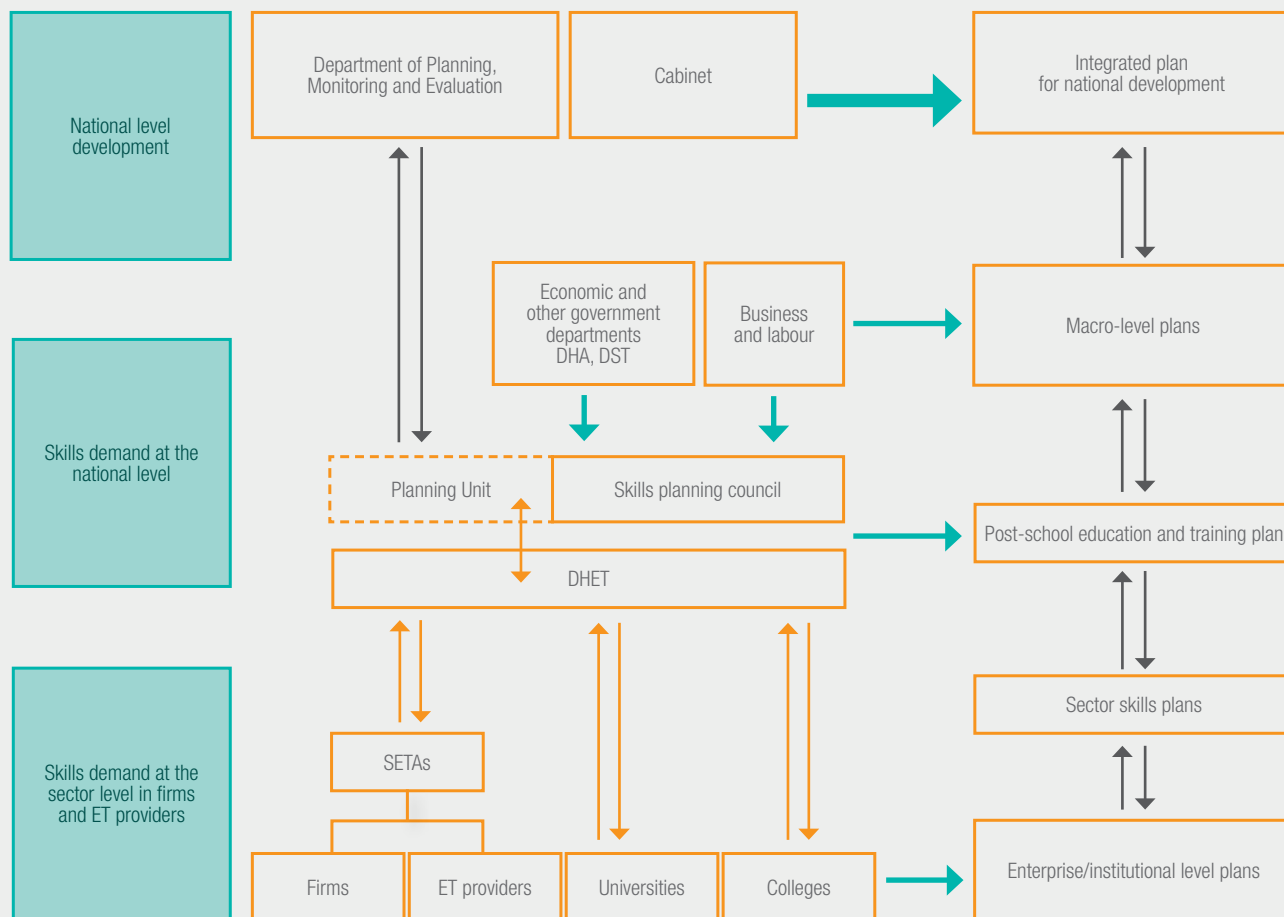 National level
development
Department of Planning,
Monitoring and Evaluation
Cabinet
Integrated plan
for national development
Skills demand at the
national level
Economic and
other government
departments
DHA, DST
Business
and labour
Macro-level plans
Planning Unit
Skills planning council
Post-school education and training plan
DHET
Skills demand at the
sector level in firms
and ET providers
SETAs
Sector skills plans
Firms
ET providers
Universities
Colleges
Enterprise/institutional level plans